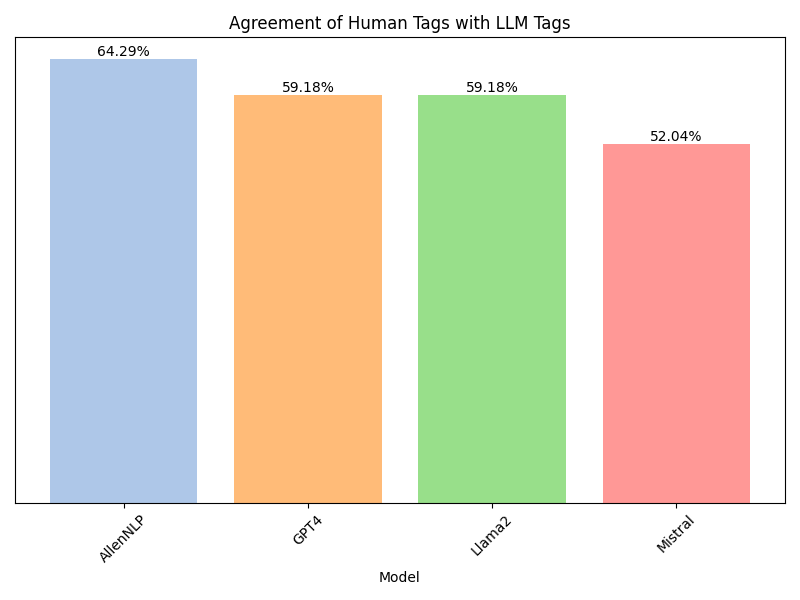 Agreement of Human Tags with LLM Tags
64.29%
59.18%
59.18%
52.04%
AllenNLP
GPT4
Llama2
Mistral
Model